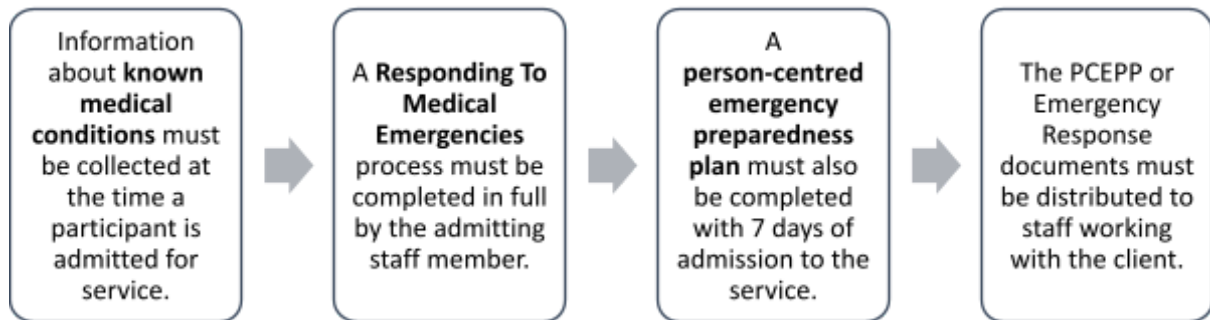 Information
about known
medical
conditions must
be collected at
the time a
participant is
admitted for
service.
A Responding To
Medical
Emergencies
process must be
completed in full
by the admitting
staff member.
A
person-centred
emergency
preparedness
plan must also
be completed
with 7 days of
admission to the
service.
The PCEPP or
Emergency
Response
documents must
be distributed to
staff working
with the client.